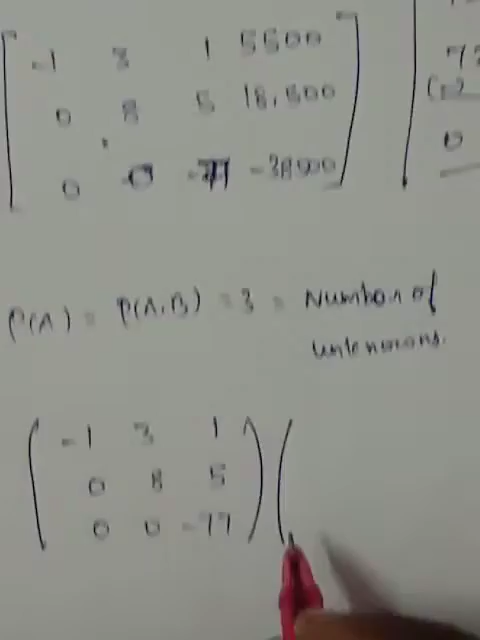 -1 3 1 5500
0 8 5 18,500
0 0 -77
0
ρ(A) = ρ(A,B) = 3 = Number of
unknowns.
-1 3 1
0 8 5
0 0 -77